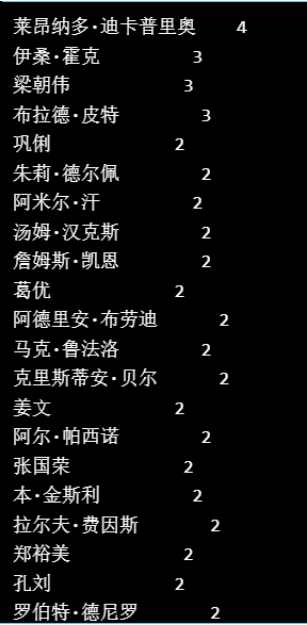 莱昂纳多·迪卡普里奥 4
伊桑·霍克 3
梁朝伟 3
布拉德·皮特 3
巩俐 2
朱莉·德尔佩 2
阿米尔·汗 2
汤姆·汉克斯 2
詹姆斯·凯恩 2
葛优 2
阿德里安·布劳迪 2
马克·鲁法洛 2
克里斯蒂安·贝尔 2
姜文 2
阿尔·帕西诺 2
张国荣 2
本·金斯利 2
拉尔夫·费因斯 2
郑裕美 2
孔刘 2
罗伯特·德尼罗 2